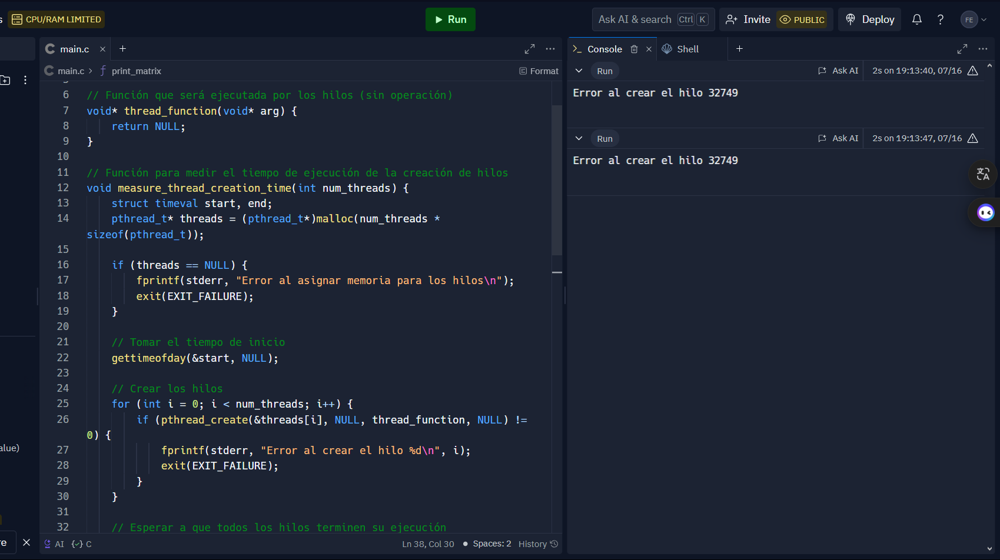 s CPU/RAM LIMITED Run Ask AI & search Ctrl K Invite PUBLIC Deploy ? FE
main.c × + ...
main.c > ƒ print_matrix Format
6 // Función que será ejecutada por los hilos (sin operación)
7 void* thread_function(void* arg) {
8 return NULL;
9 }
10
11 // Función para medir el tiempo de ejecución de la creación de hilos
12 void measure_thread_creation_time(int num_threads) {
13 struct timeval start, end;
14 pthread_t* threads = (pthread_t*)malloc(num_threads *
sizeof(pthread_t));
15
16 if (threads == NULL) {
17 fprintf(stderr, "Error al asignar memoria para los hilos\n");
18 exit(EXIT_FAILURE);
19 }
20
21 // Tomar el tiempo de inicio
22 gettimeofday(&start, NULL);
23
24 // Crear los hilos
25 for (int i = 0; i < num_threads; i++) {
26 if (pthread_create(&threads[i], NULL, thread_function, NULL) !=
0) {
27 fprintf(stderr, "Error al crear el hilo %d\n", i);
28 exit(EXIT_FAILURE);
29 }
30 }
31
32 // Esperar a que todos los hilos terminen su ejecución
AI {✓} C Ln 38, Col 30 ● Spaces: 2 History
Console × Shell + ...
Run Ask AI 2s on 19:13:40, 07/16
Error al crear el hilo 32749
Run Ask AI 2s on 19:13:47, 07/16
Error al crear el hilo 32749
alue)
re ×